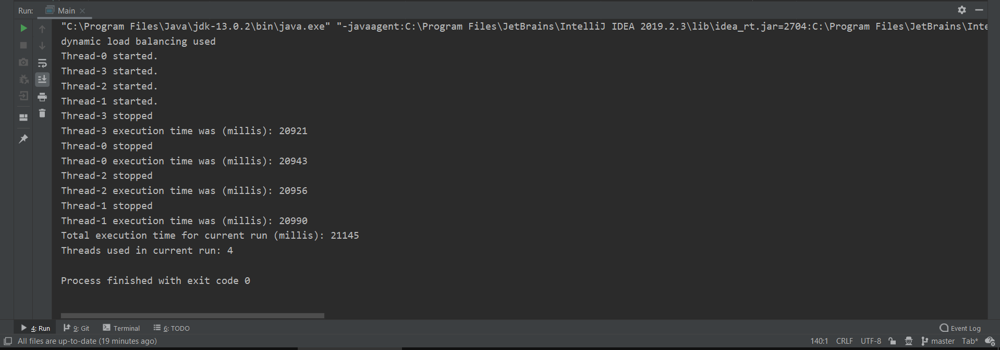 Run: Main
"C:\Program Files\Java\jdk-13.0.2\bin\java.exe" "-javaagent:C:\Program Files\JetBrains\IntelliJ IDEA 2019.2.3\lib\idea_rt.jar=2704:C:\Program Files\JetBrains\Inte
dynamic load balancing used
Thread-0 started.
Thread-3 started.
Thread-2 started.
Thread-1 started.
Thread-3 stopped
Thread-3 execution time was (millis): 20921
Thread-0 stopped
Thread-0 execution time was (millis): 20943
Thread-2 stopped
Thread-2 execution time was (millis): 20956
Thread-1 stopped
Thread-1 execution time was (millis): 20990
Total execution time for current run (millis): 21145
Threads used in current run: 4
Process finished with exit code 0
4: Run 9: Git Terminal 6: TODO Event Log
All files are up-to-date (19 minutes ago) 140:1 CRLF UTF-8 master Tab*